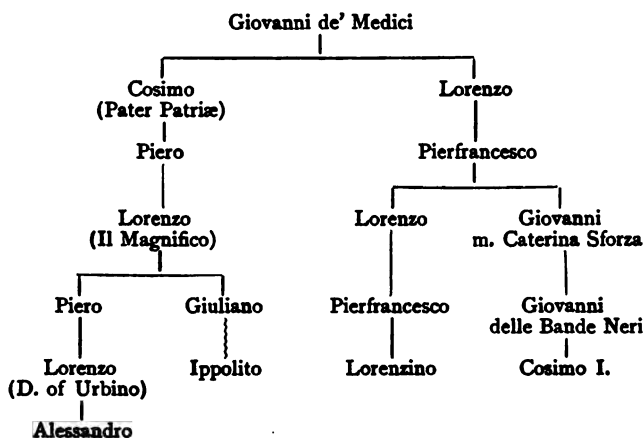 Giovanni de' Medici
Cosimo Lorenzo
(Pater Patriæ)
Piero Pierfrancesco
Lorenzo Lorenzo Giovanni
(Il Magnifico) m. Caterina Sforza
Piero Giuliano Pierfrancesco Giovanni
delle Bande Neri
Lorenzo Ippolito Lorenzino Cosimo I.
(D. of Urbino)
Alessandro